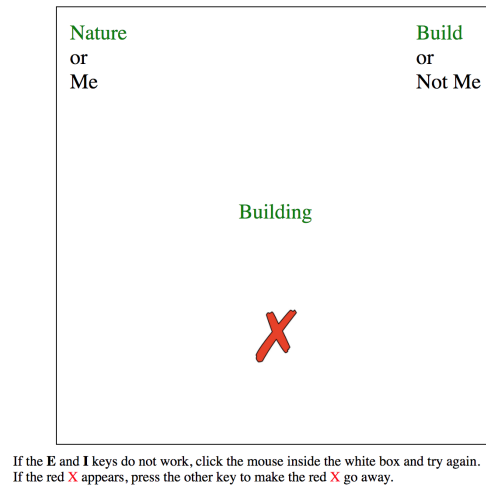 Nature Build
or or
Me Not Me
Building
If the E and I keys do not work, click the mouse inside the white box and try again.
If the red X appears, press the other key to make the red X go away.